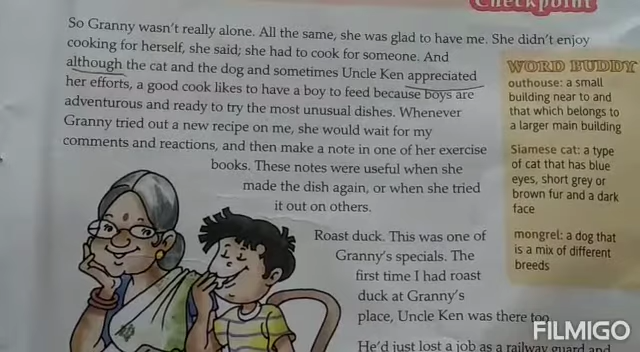 Checkpoint
So Granny wasn't really alone. All the same, she was glad to have me. She didn't enjoy
cooking for herself, she said; she had to cook for someone. And
although the cat and the dog and sometimes Uncle Ken appreciated
her efforts, a good cook likes to have a boy to feed because boys are
adventurous and ready to try the most unusual dishes. Whenever
Granny tried out a new recipe on me, she would wait for my
comments and reactions, and then make a note in one of her exercise
books. These notes were useful when she
made the dish again, or when she tried
it out on others.
Roast duck. This was one of
Granny's specials. The
first time I had roast
duck at Granny's
place, Uncle Ken was there too.
He'd just lost a job as a railway guard and
WORD BUDDY
outhouse: a small
building near to and
that which belongs to
a larger main building
Siamese cat: a type
of cat that has blue
eyes, short grey or
brown fur and a dark
face
mongrel: a dog that
is a mix of different
breeds
FILMIGO